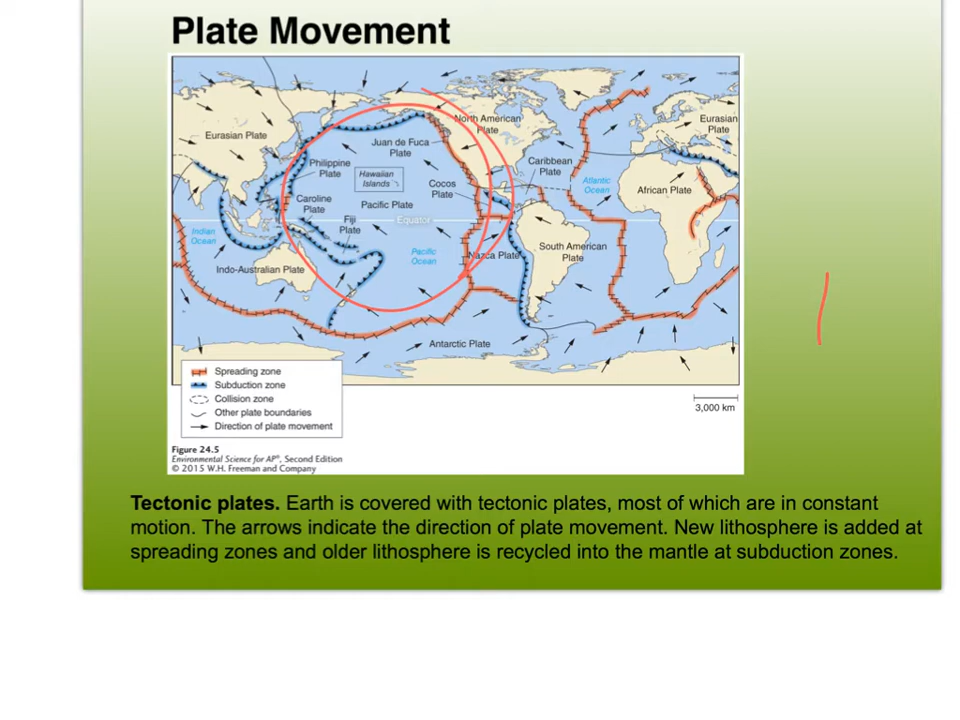 Plate Movement
Eurasian Plate
North American
Plate
Eurasian
Plate
Juan de Fuca
Plate
Philippine
Plate
Hawaiian
Islands
Cocos
Plate
Caribbean
Plate
Atlantic
Ocean
African Plate
Caroline
Plate
Pacific Plate
Fiji
Plate
Equator
Indian
Ocean
Pacific
Ocean
Nazca Plate
South American
Plate
Indo-Australian Plate
Antarctic Plate
Spreading zone
Subduction zone
Collision zone
Other plate boundaries
Direction of plate movement
3,000 km
Figure 24.5
Environmental Science for AP®, Second Edition
© 2015 W.H. Freeman and Company
Tectonic plates. Earth is covered with tectonic plates, most of which are in constant
motion. The arrows indicate the direction of plate movement. New lithosphere is added at
spreading zones and older lithosphere is recycled into the mantle at subduction zones.